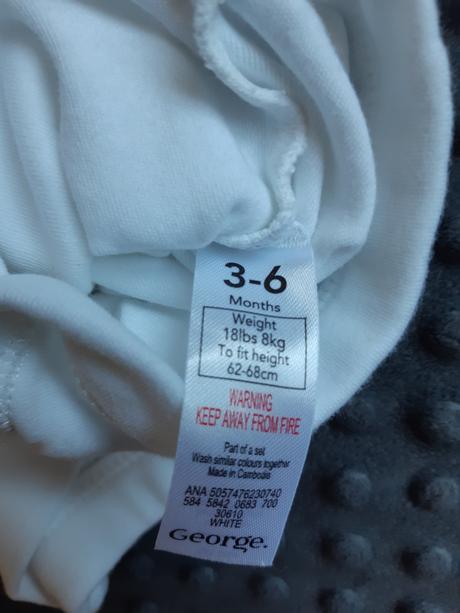 3-6
Months
Weight
18lbs 8kg
To fit height
62-68cm
WARNING
KEEP AWAY FROM FIRE
Part of a set
Wash similar colours together
Made in Cambodia
ANA 5057476230740
584 5842 0683 700
30610
WHITE
George.